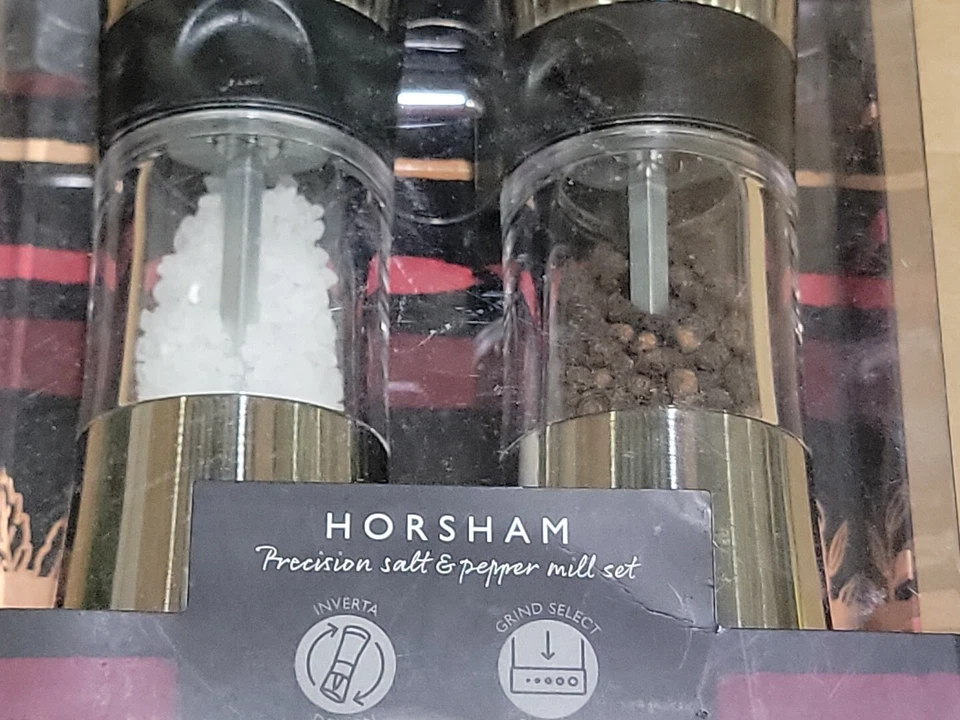 HORSHAM
Precision salt & pepper mill set
INVERTA
GRIND SELECT